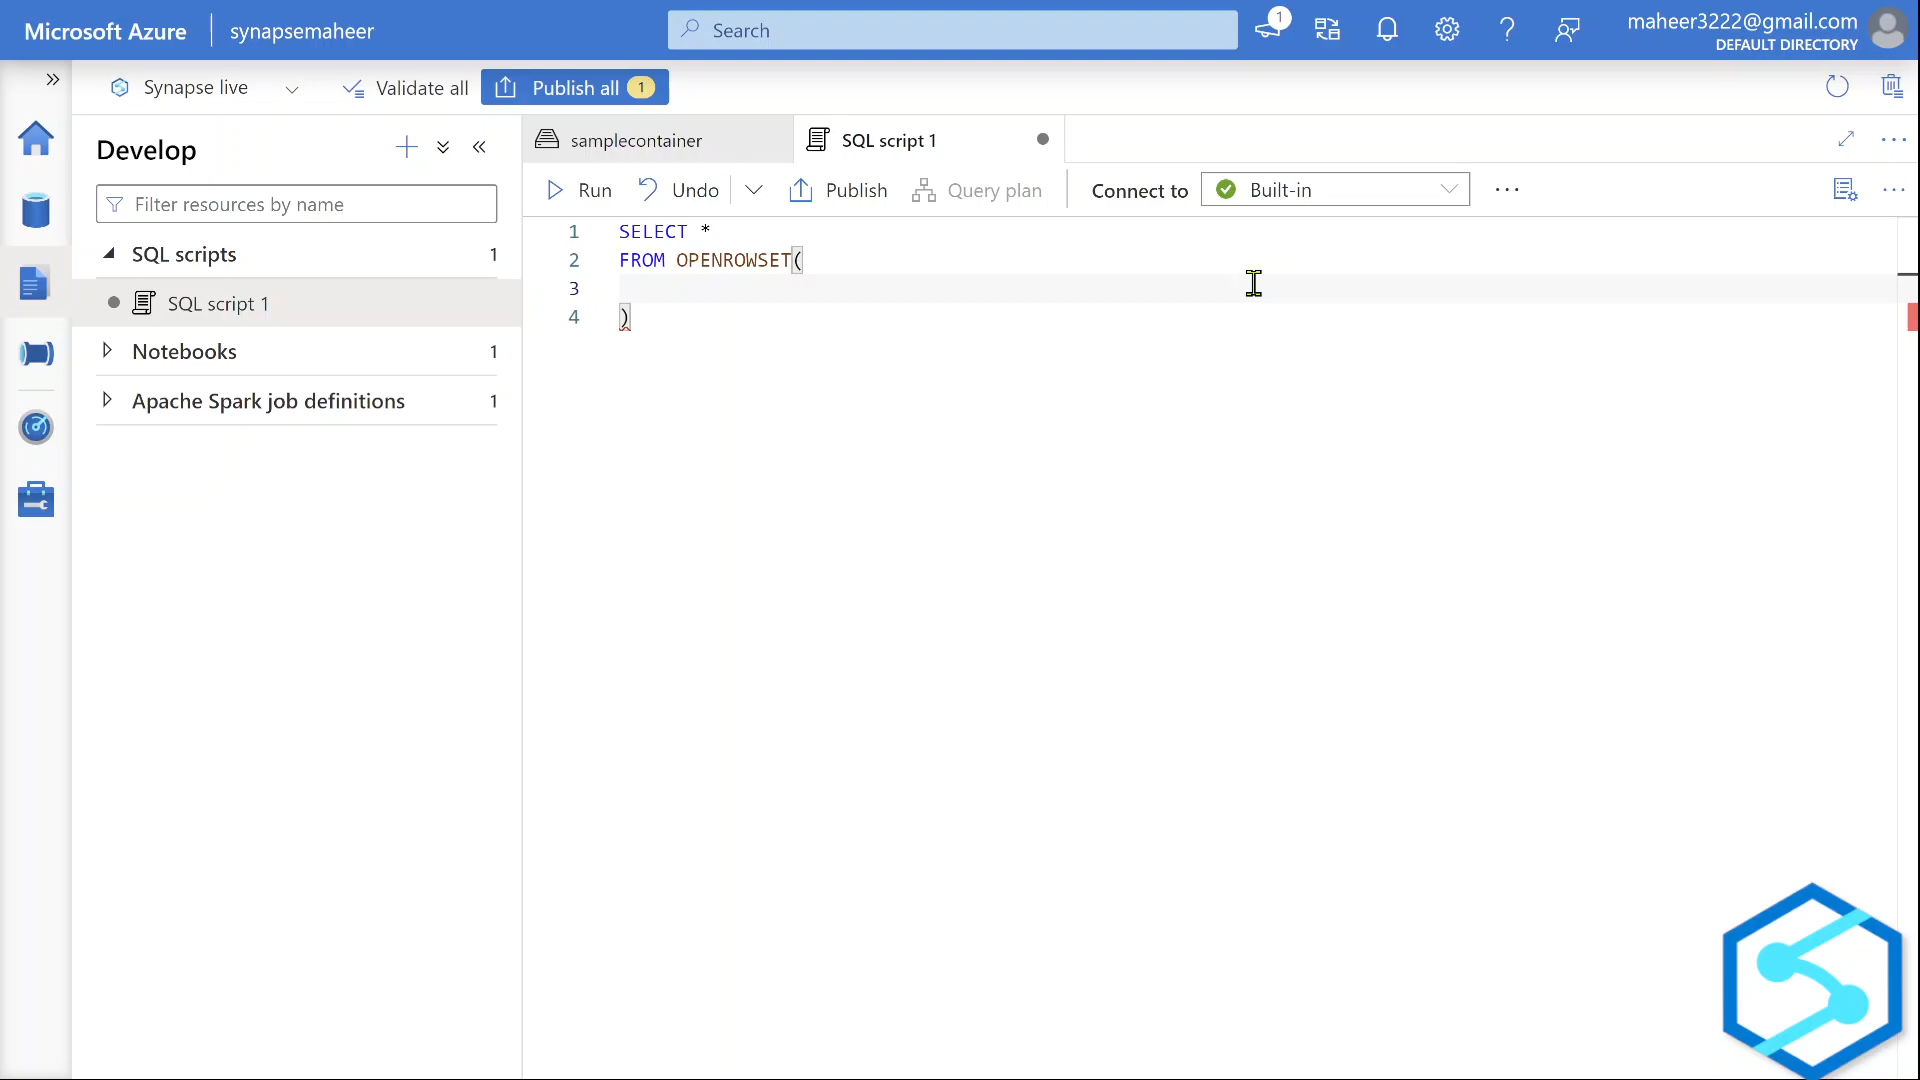 Microsoft Azure synapsemaheer
Search
1
maheer3222@gmail.com
DEFAULT DIRECTORY
Synapse live
Validate all
Publish all 1
Develop
Filter resources by name
SQL scripts 1
SQL script 1
Notebooks 1
Apache Spark job definitions 1
samplecontainer
SQL script 1
Run
Undo
Publish
Query plan
Connect to
Built-in
1 SELECT *
2 FROM OPENROWSET(
3
4 )